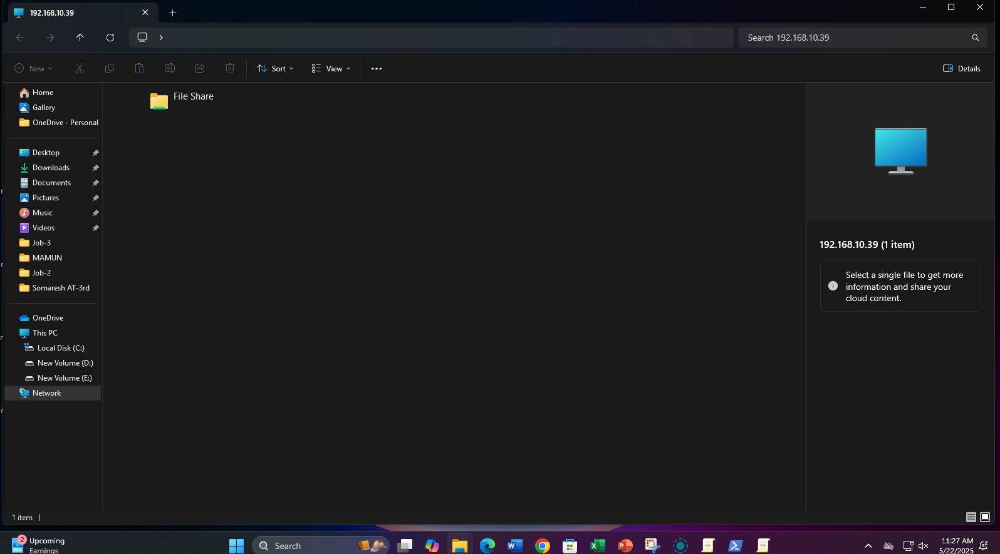 192.168.10.39
Search 192.168.10.39
New
Sort
View
Details
Home
Gallery
OneDrive - Personal
Desktop
Downloads
Documents
Pictures
Music
Videos
Job-3
MAMUN
Job-2
Somaresh AT-3rd
OneDrive
This PC
Local Disk (C:)
New Volume (D:)
New Volume (E:)
Network
File Share
192.168.10.39 (1 item)
Select a single file to get more
information and share your
cloud content.
1 item
2
Upcoming
Earnings
Search
11:27 AM
5/22/2025